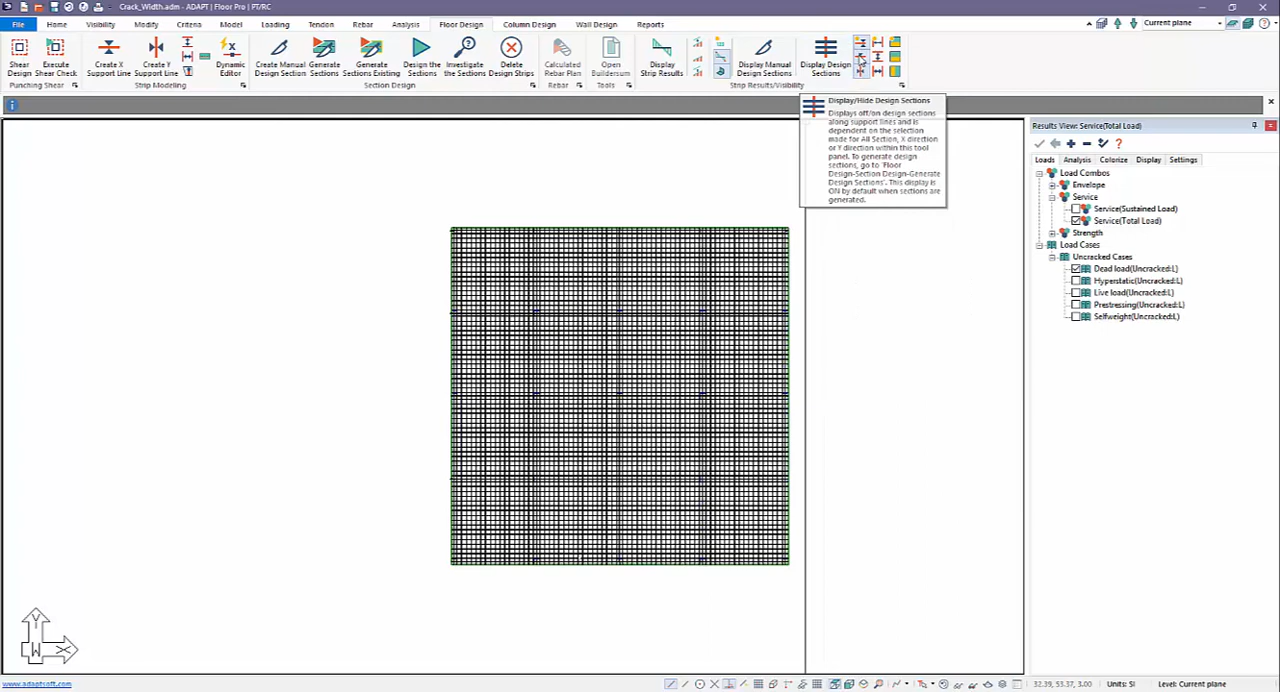 Crack_Width.adm - ADAPT | Floor Pro | PT/RC
File Home Visibility Modify Criteria Model Loading Tendon Rebar Analysis Floor Design Column Design Wall Design Reports Current plane
Shear Design
Execute Shear Check
Create X Support Line
Create Y Support Line
Dynamic Editor
Create Manual Design Section
Generate Sections
Generate Sections Existing
Design the Sections
Investigate the Sections
Delete Design Strips
Calculated Rebar Plan
Open Buildersum
Display Strip Results
Display Manual Design Sections
Display Design Sections
Punching Shear Strip Modeling Section Design Rebar Tools Strip Results/Visibility
Display/Hide Design Sections
Displays off/on design sections
along support lines and is
dependent on the selection
made for All Section, X direction
or Y direction within this tool
panel. To generate design
sections, go to 'Floor
Design-Section Design-Generate
Design Sections'. This display is
ON by default when sections are
generated.
Results View: Service(Total Load)
Loads Analysis Colorize Display Settings
Load Combos
Envelope
Service
Service(Sustained Load)
Service(Total Load)
Strength
Load Cases
Uncracked Cases
Dead load(Uncracked:L)
Hyperstatic(Uncracked:L)
Live load(Uncracked:L)
Prestressing(Uncracked:L)
Selfweight(Uncracked:L)
Y
W X
www.adaptsoft.com 32.39, 53.37, 3.00 Units: SI Level: Current plane